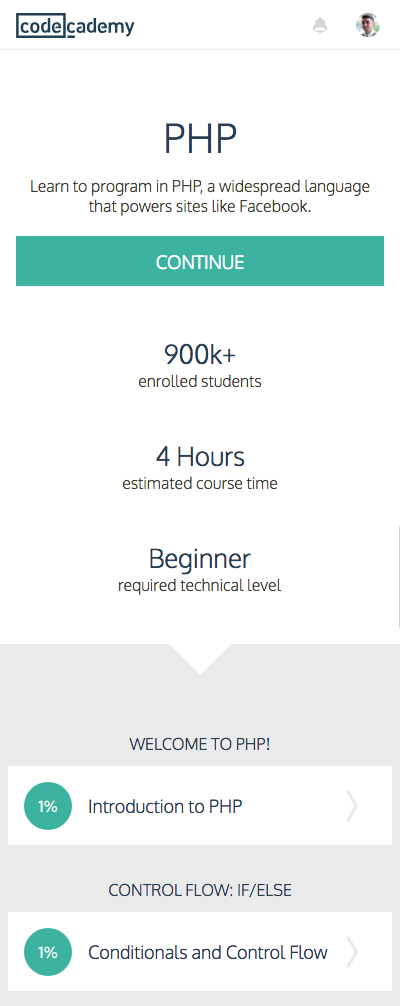 codecademy
PHP
Learn to program in PHP, a widespread language
that powers sites like Facebook.
CONTINUE
900k+
enrolled students
4 Hours
estimated course time
Beginner
required technical level
WELCOME TO PHP!
1% Introduction to PHP
CONTROL FLOW: IF/ELSE
1% Conditionals and Control Flow